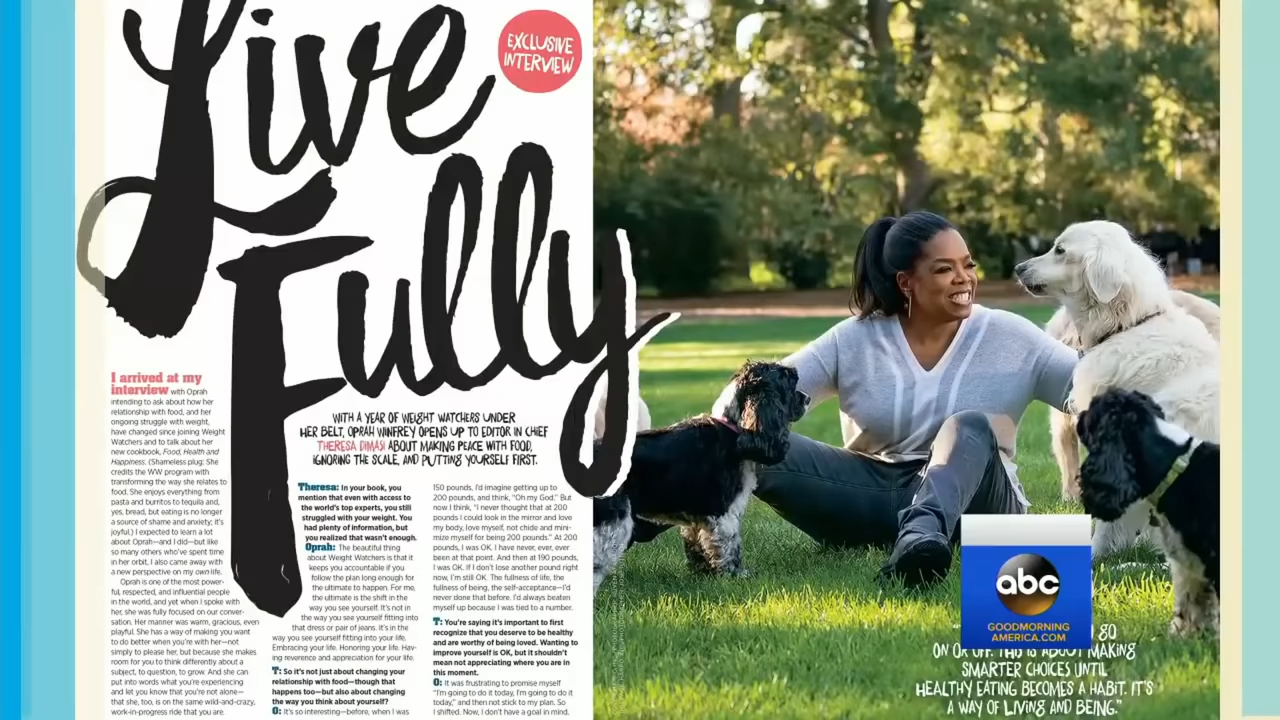 Live
Fully
EXCLUSIVE
INTERVIEW
WITH A YEAR OF WEIGHT WATCHERS UNDER
HER BELT, OPRAH WINFREY OPENS UP TO EDITOR IN CHIEF
THERESA DIMASI ABOUT MAKING PEACE WITH FOOD,
IGNORING THE SCALE, AND PUTTING YOURSELF FIRST.
I arrived at my
interview with Oprah
intending to ask about how her
relationship with food, and her
ongoing struggle with weight,
have changed since joining Weight
Watchers and to talk about her
new cookbook, Food, Health and
Happiness. (Shameless plug: She
credits the WW program with
transforming the way she relates to
food. She enjoys everything from
pasta and burritos to tequila and,
yes, bread, but eating is no longer
a source of shame and anxiety; it's
joyful.) I expected to learn a lot
about Oprah—and I did—but like
so many others who've spent time
in her orbit, I also came away with
a new perspective on my own life.
Oprah is one of the most power-
ful, respected, and influential people
in the world, and yet when I spoke with
her, she was fully focused on our conver-
sation. Her manner was warm, gracious, even
playful. She has a way of making you want
to do better when you're with her—not
simply to please her, but because she makes
room for you to think differently about a
subject, to question, to grow. And she can
put into words what you're experiencing
and let you know that you're not alone—
that she, too, is on the same wild-and-crazy,
work-in-progress ride that you are.
Theresa: In your book, you
mention that even with access to
the world's top experts, you still
struggled with your weight. You
had plenty of information, but
you realized that wasn't enough.
Oprah: The beautiful thing
about Weight Watchers is that it
keeps you accountable if you
follow the plan long enough for
the ultimate to happen. For me,
the ultimate is the shift in the
way you see yourself. It's not in
the way you see yourself fitting into
that dress or pair of jeans. It's in the
way you see yourself fitting into your life.
Embracing your life. Honoring your life. Hav-
ing reverence and appreciation for your life.
T: So it's not just about changing your
relationship with food—though that
happens too—but also about changing
the way you think about yourself?
O: It's so interesting—before, when I was
150 pounds, I'd imagine getting up to
200 pounds, and think, "Oh my God." But
now I think, "I never thought that at 200
pounds I could look in the mirror and love
my body, love myself, not chide and mini-
mize myself for being 200 pounds." At 200
pounds, I was OK. I have never, ever, ever
been at that point. And then at 190 pounds,
I was OK. If I don't lose another pound right
now, I'm still OK. The fullness of life, the
fullness of being, the self-acceptance—I'd
never done that before. I'd always beaten
myself up because I was tied to a number.
T: You're saying it's important to first
recognize that you deserve to be healthy
and are worthy of being loved. Wanting to
improve yourself is OK, but it shouldn't
mean not appreciating where you are in
this moment.
O: It was frustrating to promise myself
"I'm going to do it today, I'm going to do it
today," and then not stick to my plan. So
I shifted. Now, I don't have a goal in mind.
abc
GOODMORNING
AMERICA.COM
80
ON OR OFF. THIS IS ABOUT MAKING
SMARTER CHOICES UNTIL
HEALTHY EATING BECOMES A HABIT. IT'S
A WAY OF LIVING AND BEING."